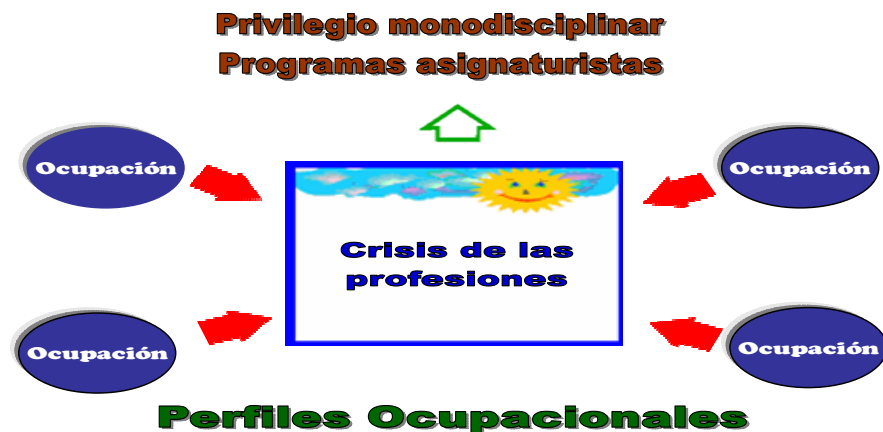 Privilegio monodisciplinar
Programas asignaturistas
Ocupación
Ocupación
Crisis de las
profesiones
Ocupación
Ocupación
Perfiles Ocupacionales